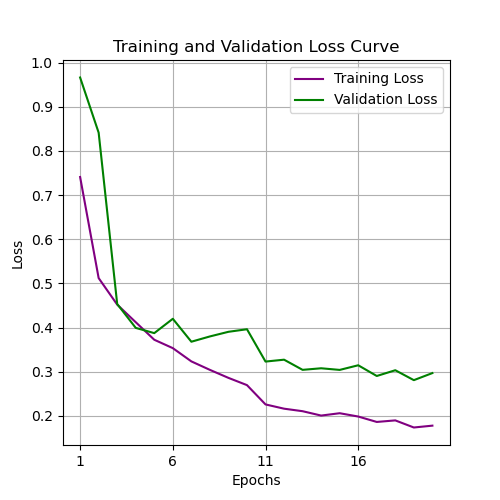 Training and Validation Loss Curve
Training Loss
Validation Loss
Loss
1.0
0.9
0.8
0.7
0.6
0.5
0.4
0.3
0.2
1 6 11 16
Epochs